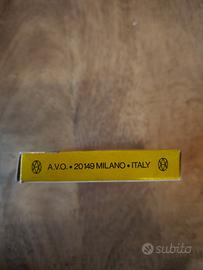 A.V.O. • 20149 MILANO • ITALY
subito